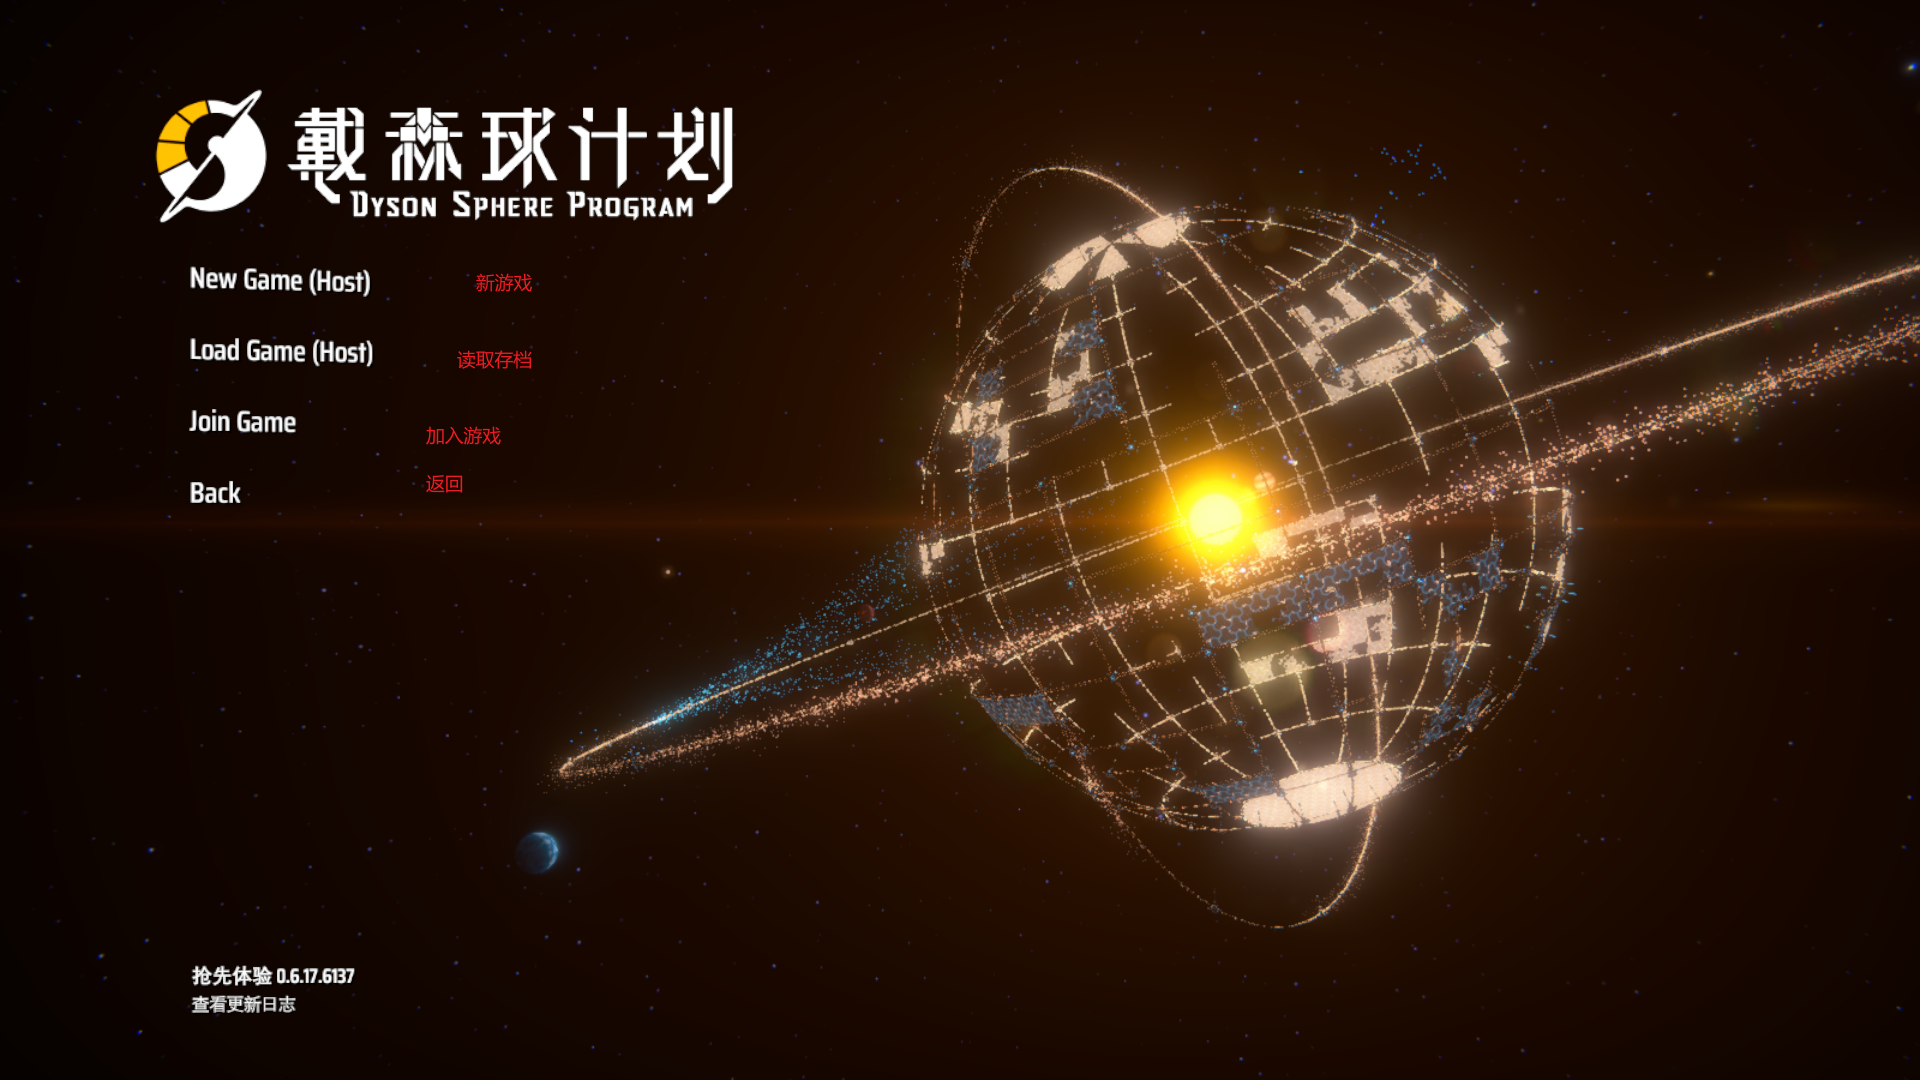 戴森球计划
DYSON SPHERE PROGRAM
New Game (Host) 新游戏
Load Game (Host) 读取存档
Join Game 加入游戏
Back 返回
抢先体验 0.6.17.6137
查看更新日志